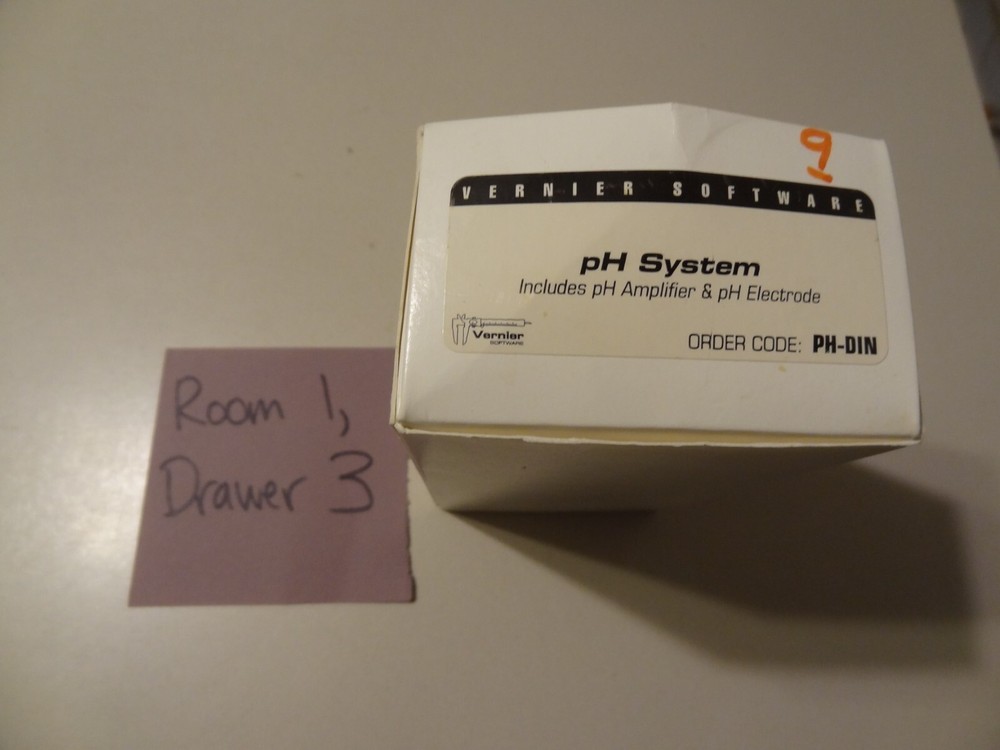 9
VERNIER SOFTWARE
pH System
Includes pH Amplifier & pH Electrode
Vernier
SOFTWARE
ORDER CODE: PH-DIN
Room 1,
Drawer 3